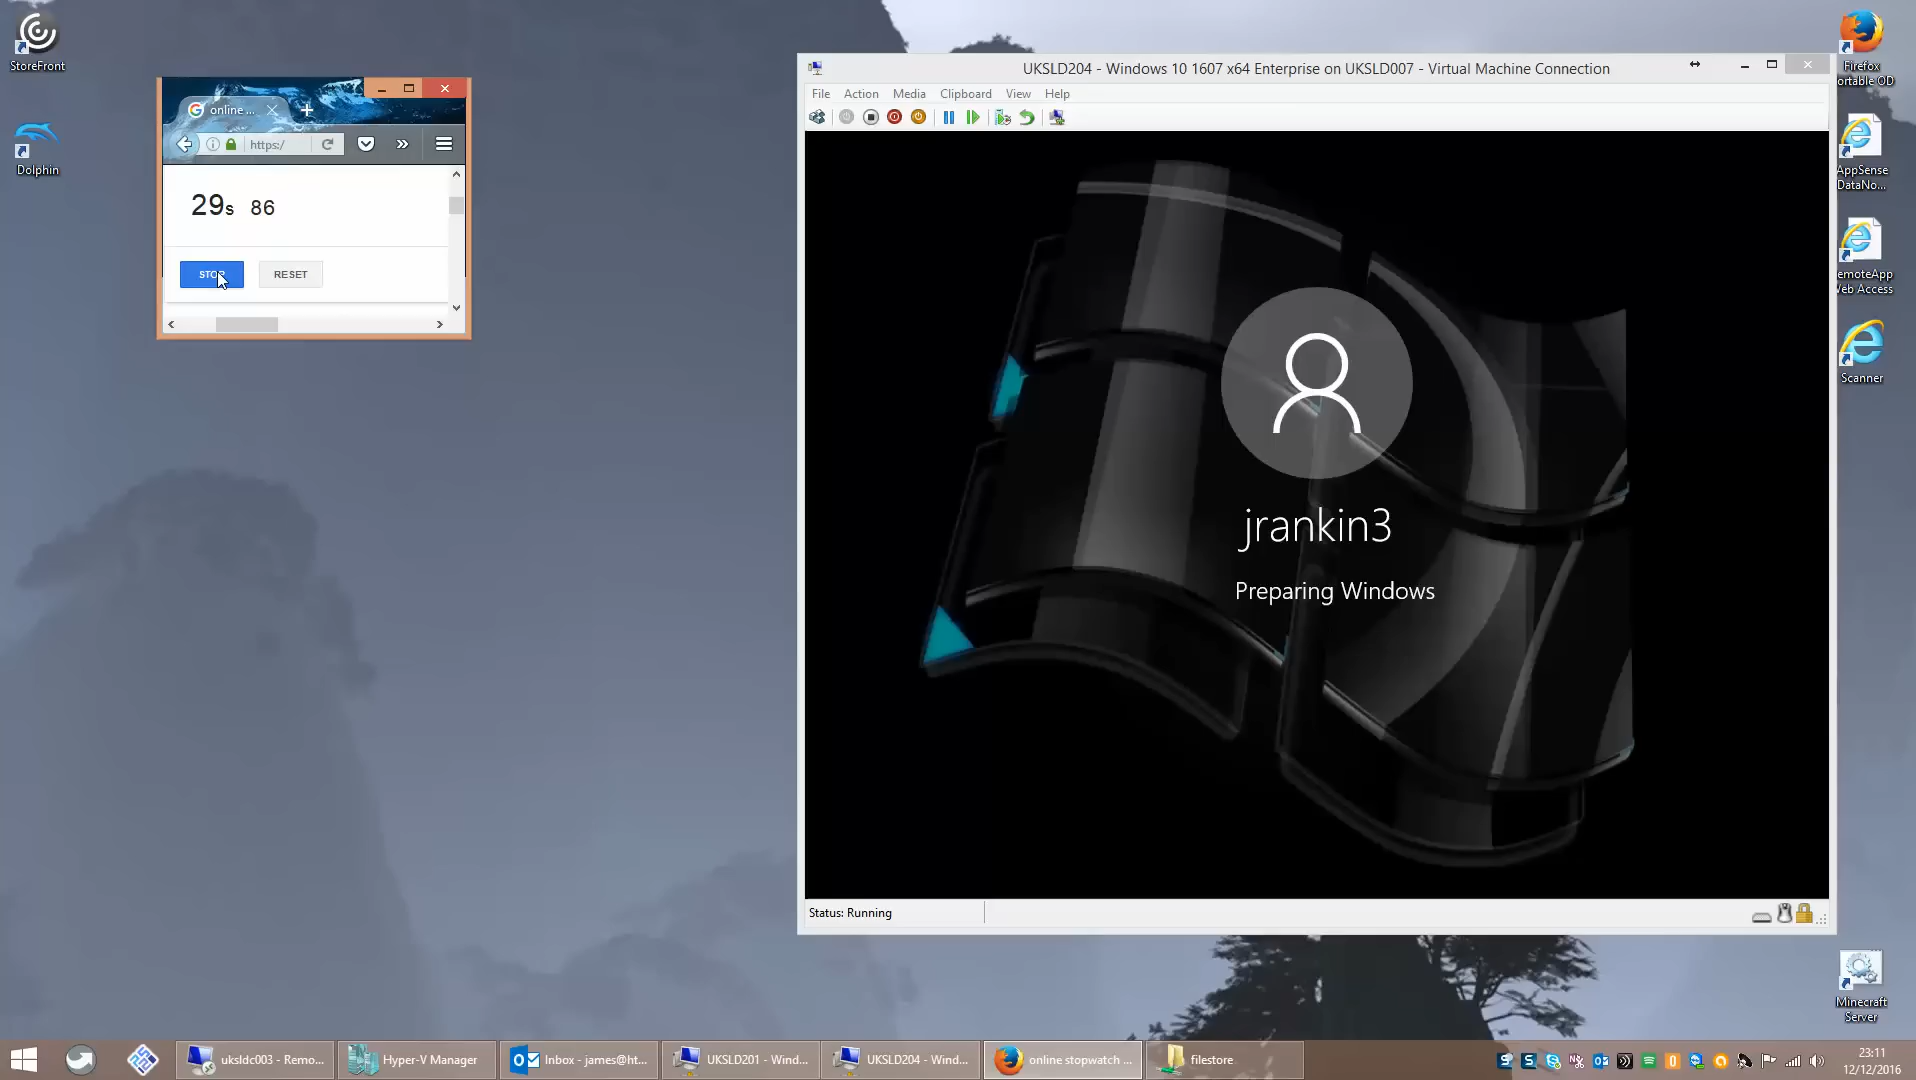 StoreFront
Dolphin
online ...
https:/
29s 86
STOP
RESET
UKSLD204 - Windows 10 1607 x64 Enterprise on UKSLD007 - Virtual Machine Connection
File Action Media Clipboard View Help
jrankin3
Preparing Windows
Status: Running
Firefox
ortable OD
AppSense
DataNo...
emoteApp
Web Access
Scanner
Minecraft
Server
uksldc003 - Remo...
Hyper-V Manager
Inbox - james@ht...
UKSLD201 - Wind...
UKSLD204 - Wind...
online stopwatch ...
filestore
23:11
12/12/2016